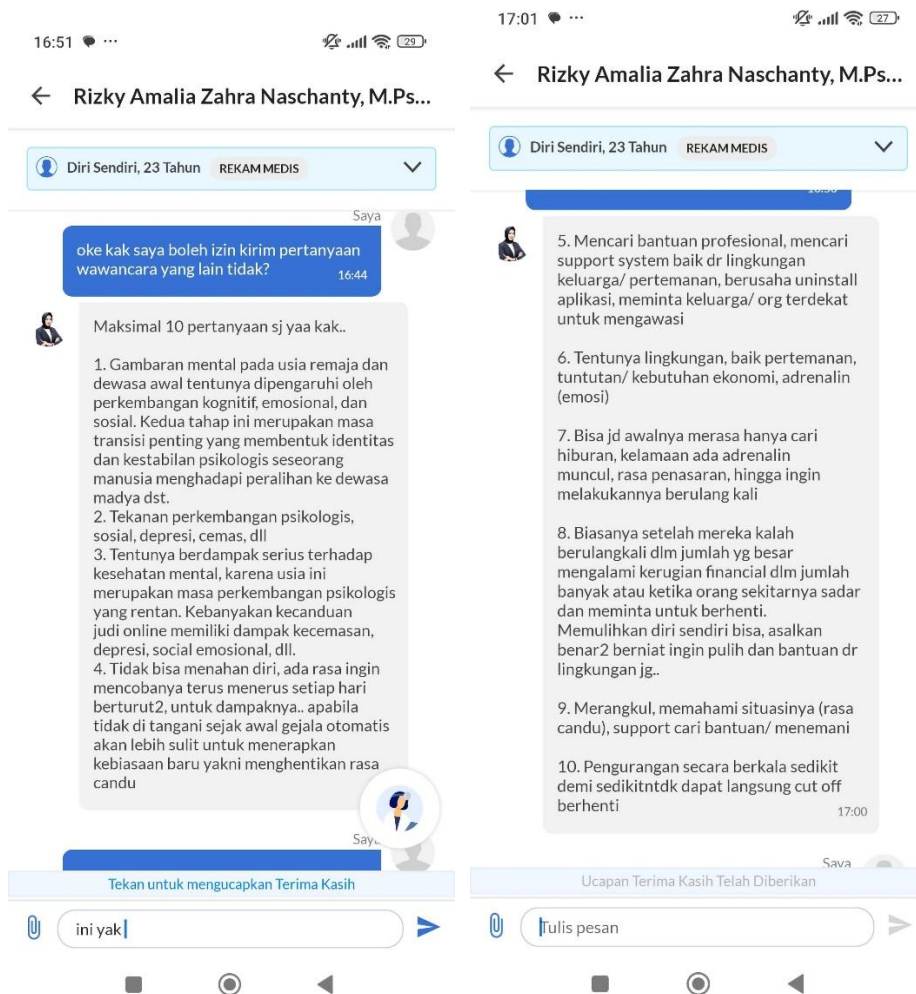 16:51
29
Rizky Amalia Zahra Naschanty, M.Ps...
Diri Sendiri, 23 Tahun REKAM MEDIS
Saya
oke kak saya boleh izin kirim pertanyaan
wawancara yang lain tidak?
16:44
Maksimal 10 pertanyaan sj yaa kak..
1. Gambaran mental pada usia remaja dan
dewasa awal tentunya dipengaruhi oleh
perkembangan kognitif, emosional, dan
sosial. Kedua tahap ini merupakan masa
transisi penting yang membentuk identitas
dan kestabilan psikologis seseorang
manusia menghadapi peralihan ke dewasa
madya dst.
2. Tekanan perkembangan psikologis,
sosial, depresi, cemas, dll
3. Tentunya berdampak serius terhadap
kesehatan mental, karena usia ini
merupakan masa perkembangan psikologis
yang rentan. Kebanyakan kecanduan
judi online memiliki dampak kecemasan,
depresi, social emosional, dll.
4. Tidak bisa menahan diri, ada rasa ingin
mencobanya terus menerus setiap hari
berturut2, untuk dampaknya.. apabila
tidak di tangani sejak awal gejala otomatis
akan lebih sulit untuk menerapkan
kebiasaan baru yakni menghentikan rasa
candu
Tekan untuk mengucapkan Terima Kasih
ini yak
17:01
27
Rizky Amalia Zahra Naschanty, M.Ps...
Diri Sendiri, 23 Tahun REKAM MEDIS
5. Mencari bantuan profesional, mencari
support system baik dr lingkungan
keluarga/ pertemanan, berusaha uninstall
aplikasi, meminta keluarga/ org terdekat
untuk mengawasi
6. Tentunya lingkungan, baik pertemanan,
tuntutan/ kebutuhan ekonomi, adrenalin
(emosi)
7. Bisa jd awalnya merasa hanya cari
hiburan, kelamaan ada adrenalin
muncul, rasa penasaran, hingga ingin
melakukannya berulang kali
8. Biasanya setelah mereka kalah
berulangkali dlm jumlah yg besar
mengalami kerugian financial dlm jumlah
banyak atau ketika orang sekitarnya sadar
dan meminta untuk berhenti.
Memulihkan diri sendiri bisa, asalkan
benar2 berniat ingin pulih dan bantuan dr
lingkungan jg..
9. Merangkul, memahami situasinya (rasa
candu), support cari bantuan/ menemani
10. Pengurangan secara berkala sedikit
demi sedikitntdk dapat langsung cut off
berhenti
17:00
Saya
Ucapan Terima Kasih Telah Diberikan
Tulis pesan